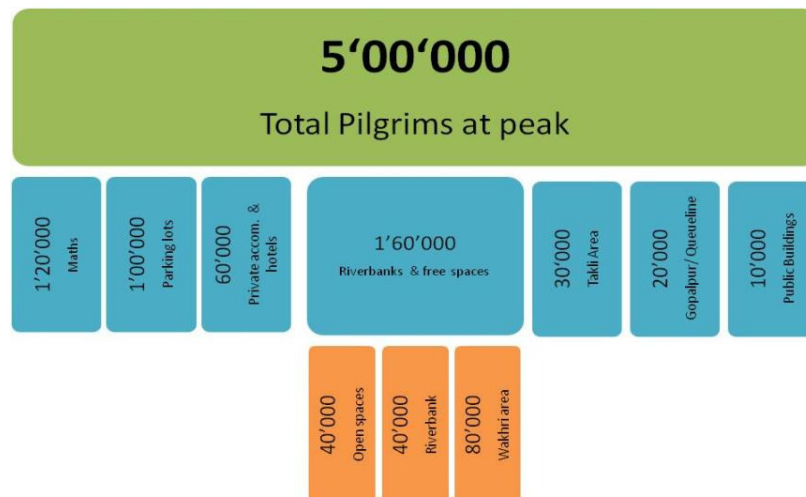 5‘00‘000
Total Pilgrims at peak
1’20’000
Maths
1’00’000
Parking lots
60’000
Private accom. &
hotels
1’60’000
Riverbanks & free spaces
30’000
Takli Area
20’000
Gopalpur/ Queueline
10’000
Public Buildings
40’000
Open spaces
40’000
Riverbank
80’000
Wakhri area